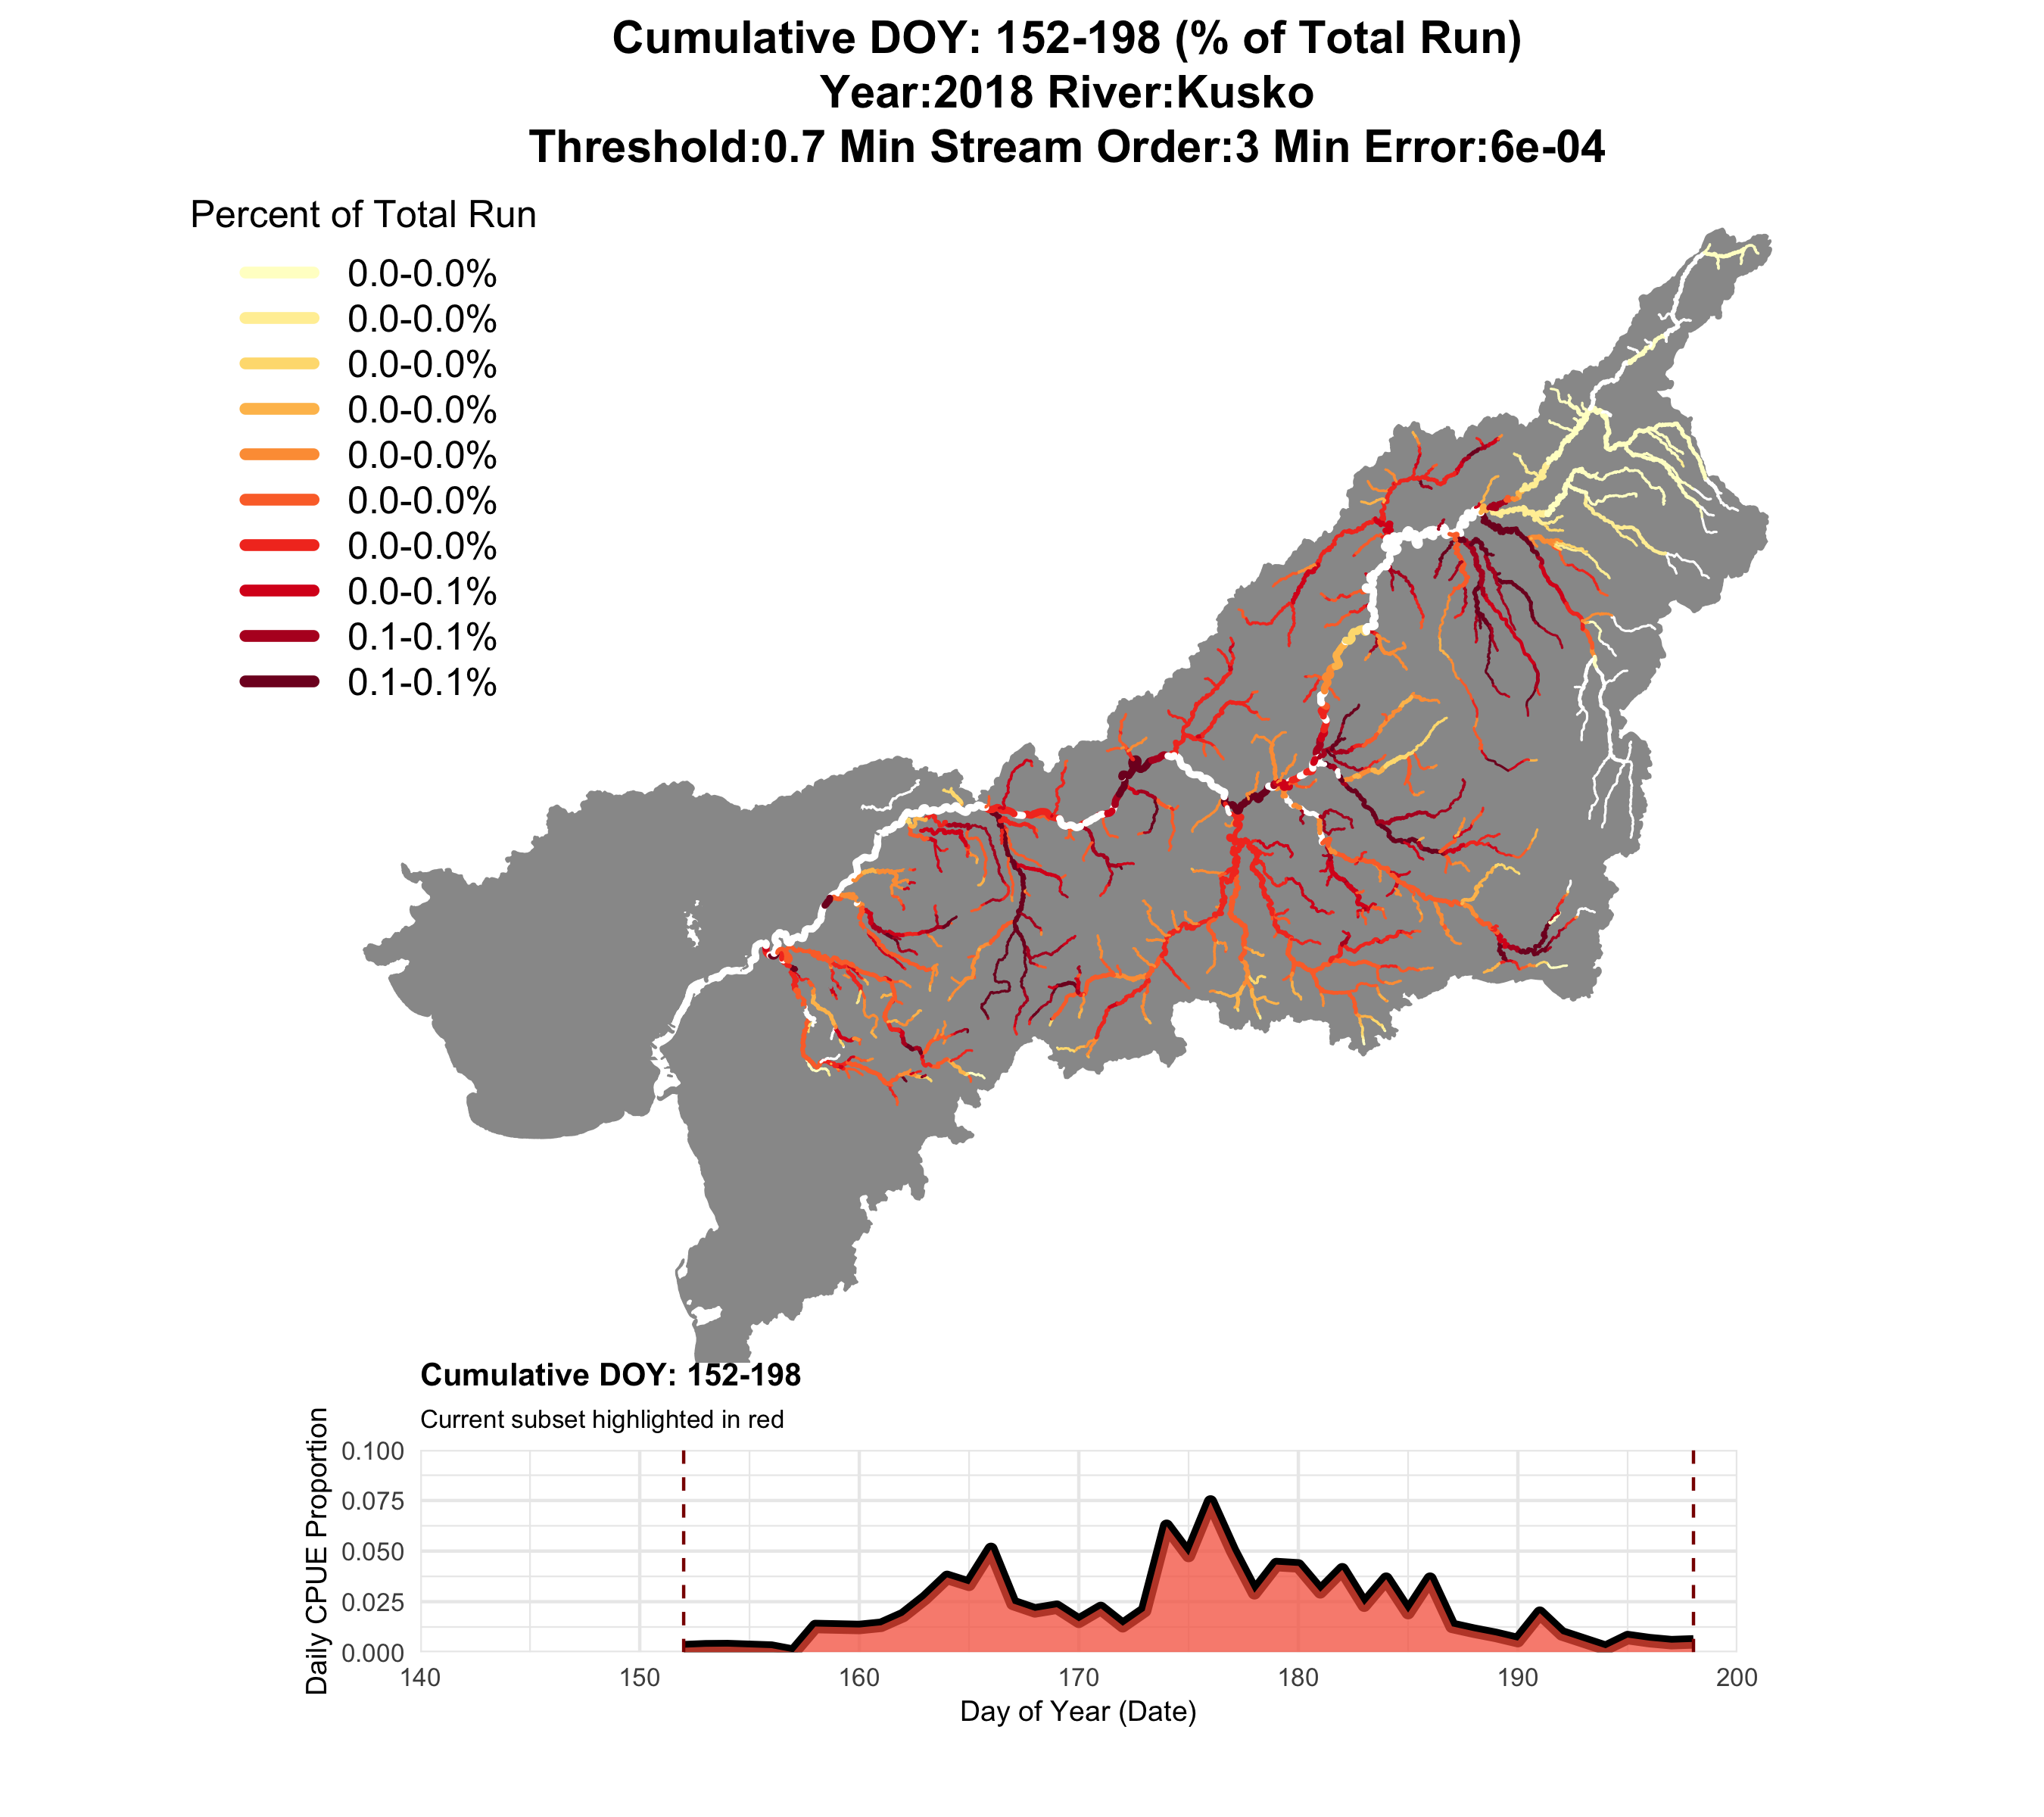 Cumulative DOY: 152-198 (% of Total Run)
Year:2018 River:Kusko
Threshold:0.7 Min Stream Order:3 Min Error:6e-04
Percent of Total Run
0.0-0.0%
0.0-0.0%
0.0-0.0%
0.0-0.0%
0.0-0.0%
0.0-0.0%
0.0-0.0%
0.0-0.1%
0.1-0.1%
0.1-0.1%
Cumulative DOY: 152-198
Current subset highlighted in red
Daily CPUE Proportion
0.100
0.075
0.050
0.025
0.000
140 150 160 170 180 190 200
Day of Year (Date)